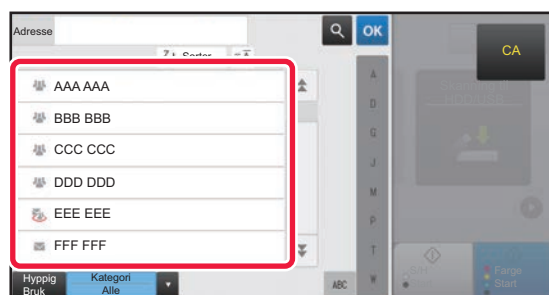 Adresse
OK
CA
Sorter
AAA AAA
BBB BBB
CCC CCC
DDD DDD
EEE EEE
FFF FFF
A
D
G
J
M
P
T
W
ABC
Hyppig
Bruk
Kategori
Alle
Farge
Start